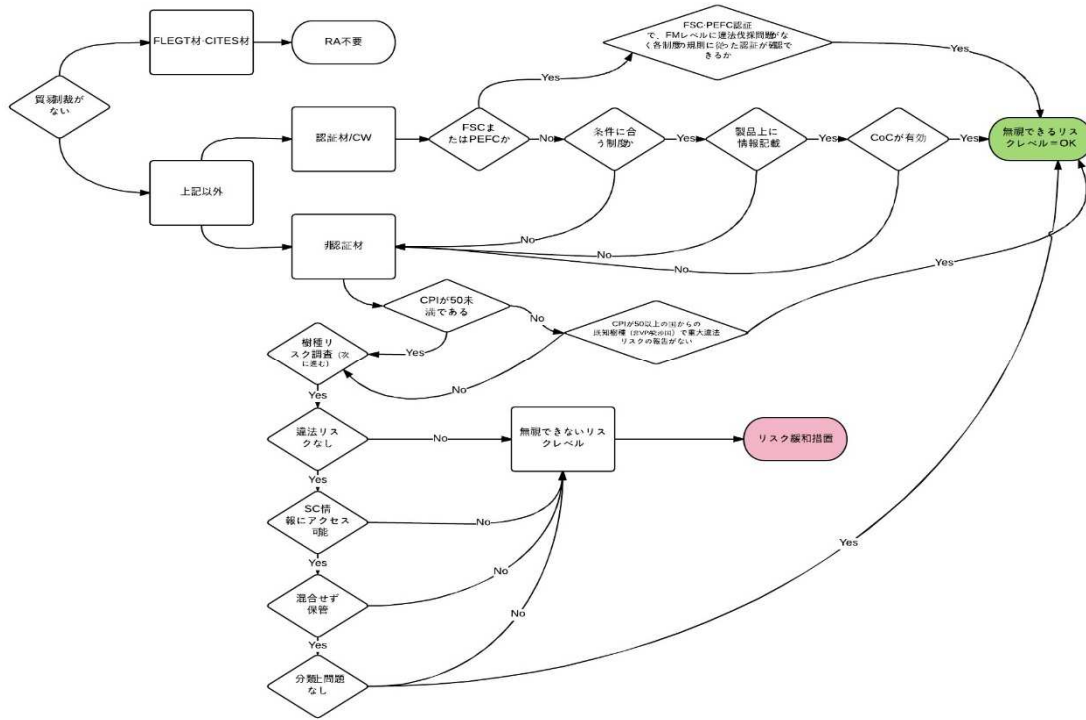 FLEGT材·CITES材
RA不要
貿易制裁が
ない
上記以外
認証材/CW
FSCま
たはPEFCか
Yes
FSC·PEFC認証
で、FMレベルに違法伐採問題がな
く各制度の規則に従った認証が確認で
きるか
Yes
No
条件に合
う制度か
Yes
製品上に
情報記載
Yes
CoCが有効
Yes
無視できるリス
クレベル＝OK
No
No
No
非認証材
CPIが50未
満である
No
Yes
CPIが50以上の国からの
既知樹種
で重大違法
リスクの報告がない
Yes
No
樹種リ
スク調査（次
に進む）
Yes
違法リス
クなし
No
無視できないリス
クレベル
リスク緩和措置
Yes
SC情
報にアクセス
可能
No
Yes
混合せず
保管
No
Yes
分類上問題
なし
No
Yes